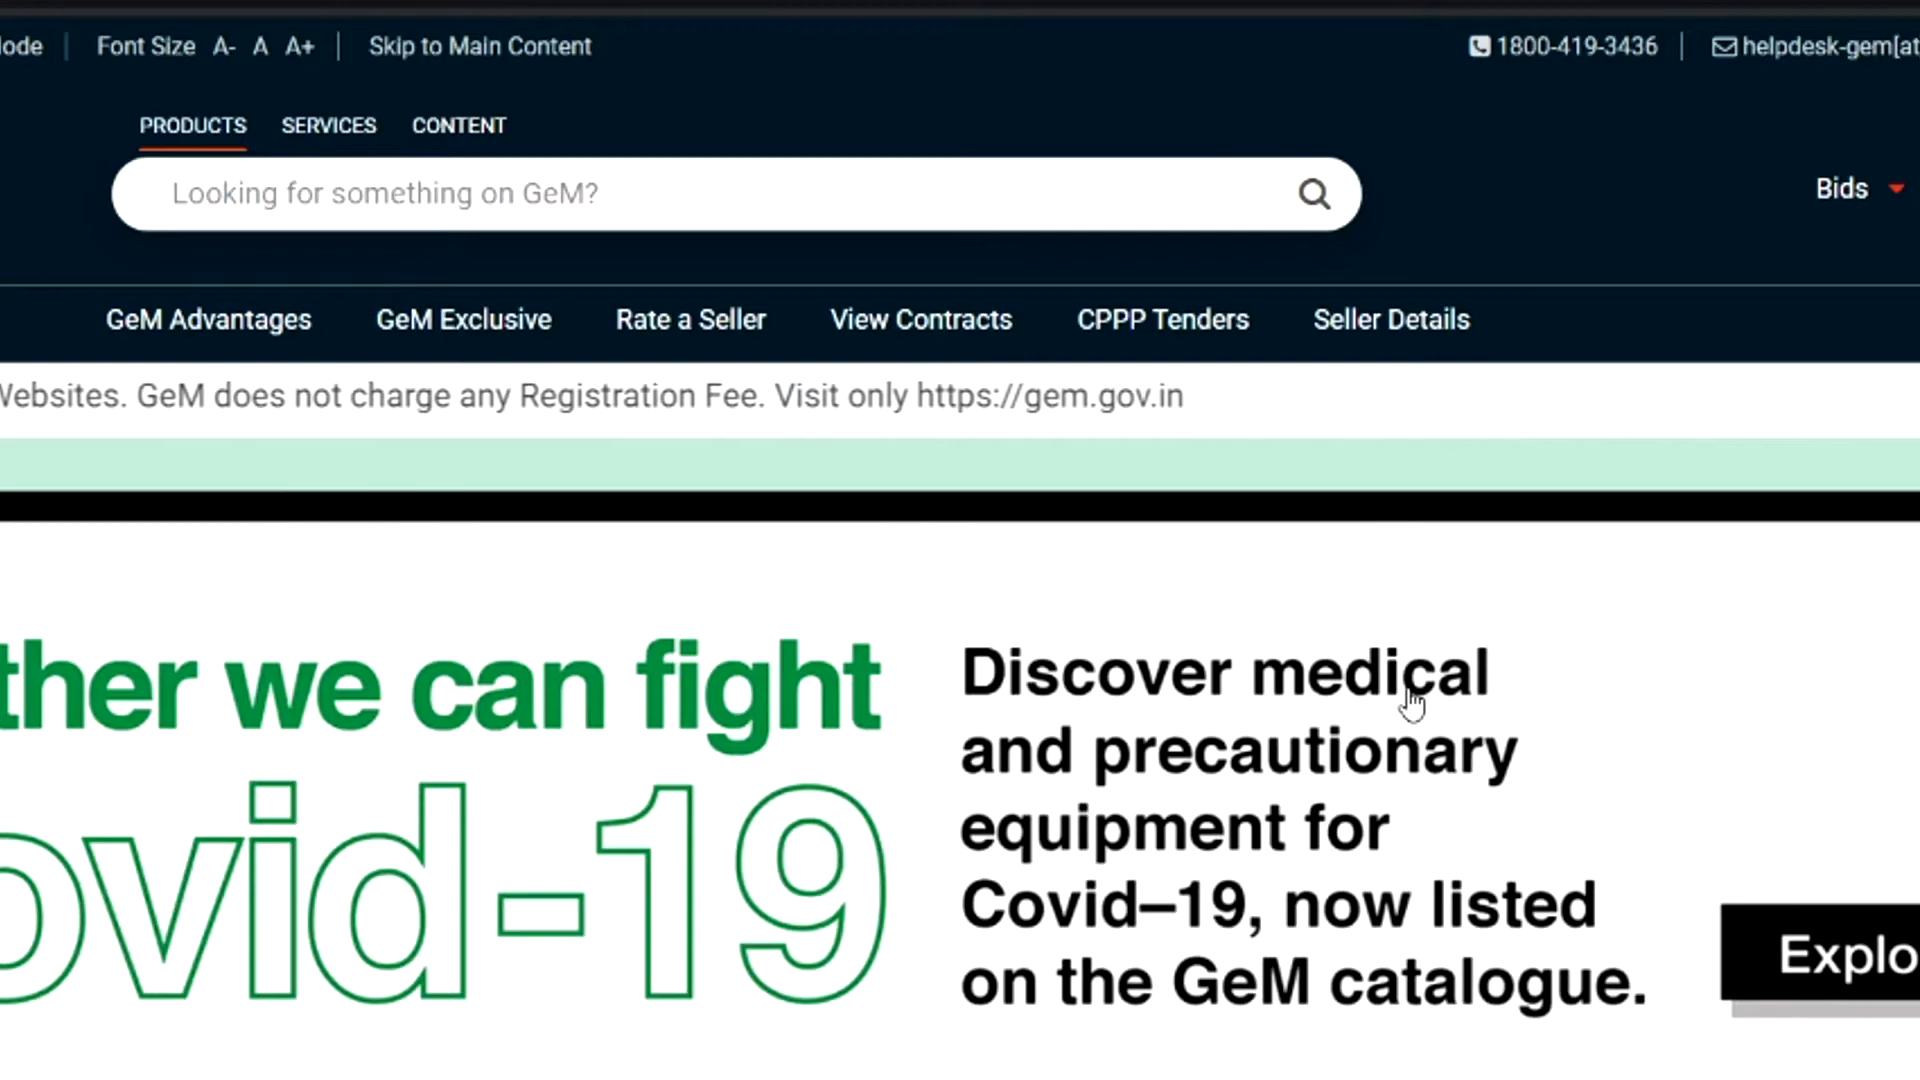 Font Size A- A A+ Skip to Main Content 1800-419-3436 helpdesk-gem[at
PRODUCTS SERVICES CONTENT
Looking for something on GeM? Bids
GeM Advantages GeM Exclusive Rate a Seller View Contracts CPPP Tenders Seller Details
Websites. GeM does not charge any Registration Fee. Visit only https://gem.gov.in
ther we can fight
ovid-19
Discover medical
and precautionary
equipment for
Covid–19, now listed
on the GeM catalogue.
Explo